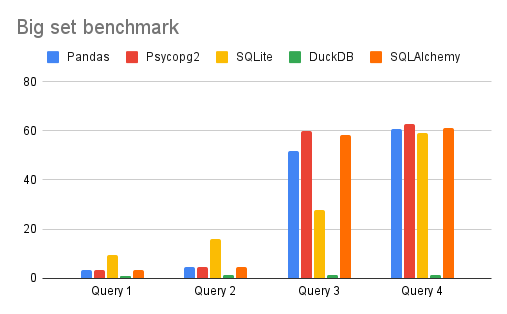 Big set benchmark
Pandas Psycopg2 SQLite DuckDB SQLAlchemy
80
60
40
20
0
Query 1 Query 2 Query 3 Query 4